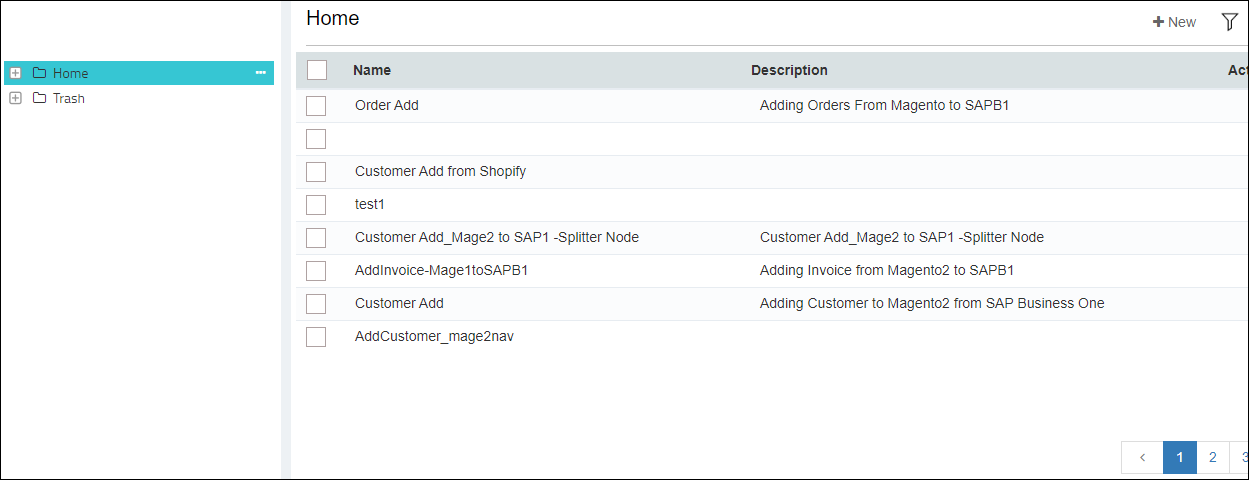 Home
New
Home
Trash
Name Description Act
Order Add Adding Orders From Magento to SAPB1
Customer Add from Shopify
test1
Customer Add_Mage2 to SAP1 -Splitter Node Customer Add_Mage2 to SAP1 -Splitter Node
AddInvoice-Mage1toSAPB1 Adding Invoice from Magento2 to SAPB1
Customer Add Adding Customer to Magento2 from SAP Business One
AddCustomer_mage2nav
< 1 2 3